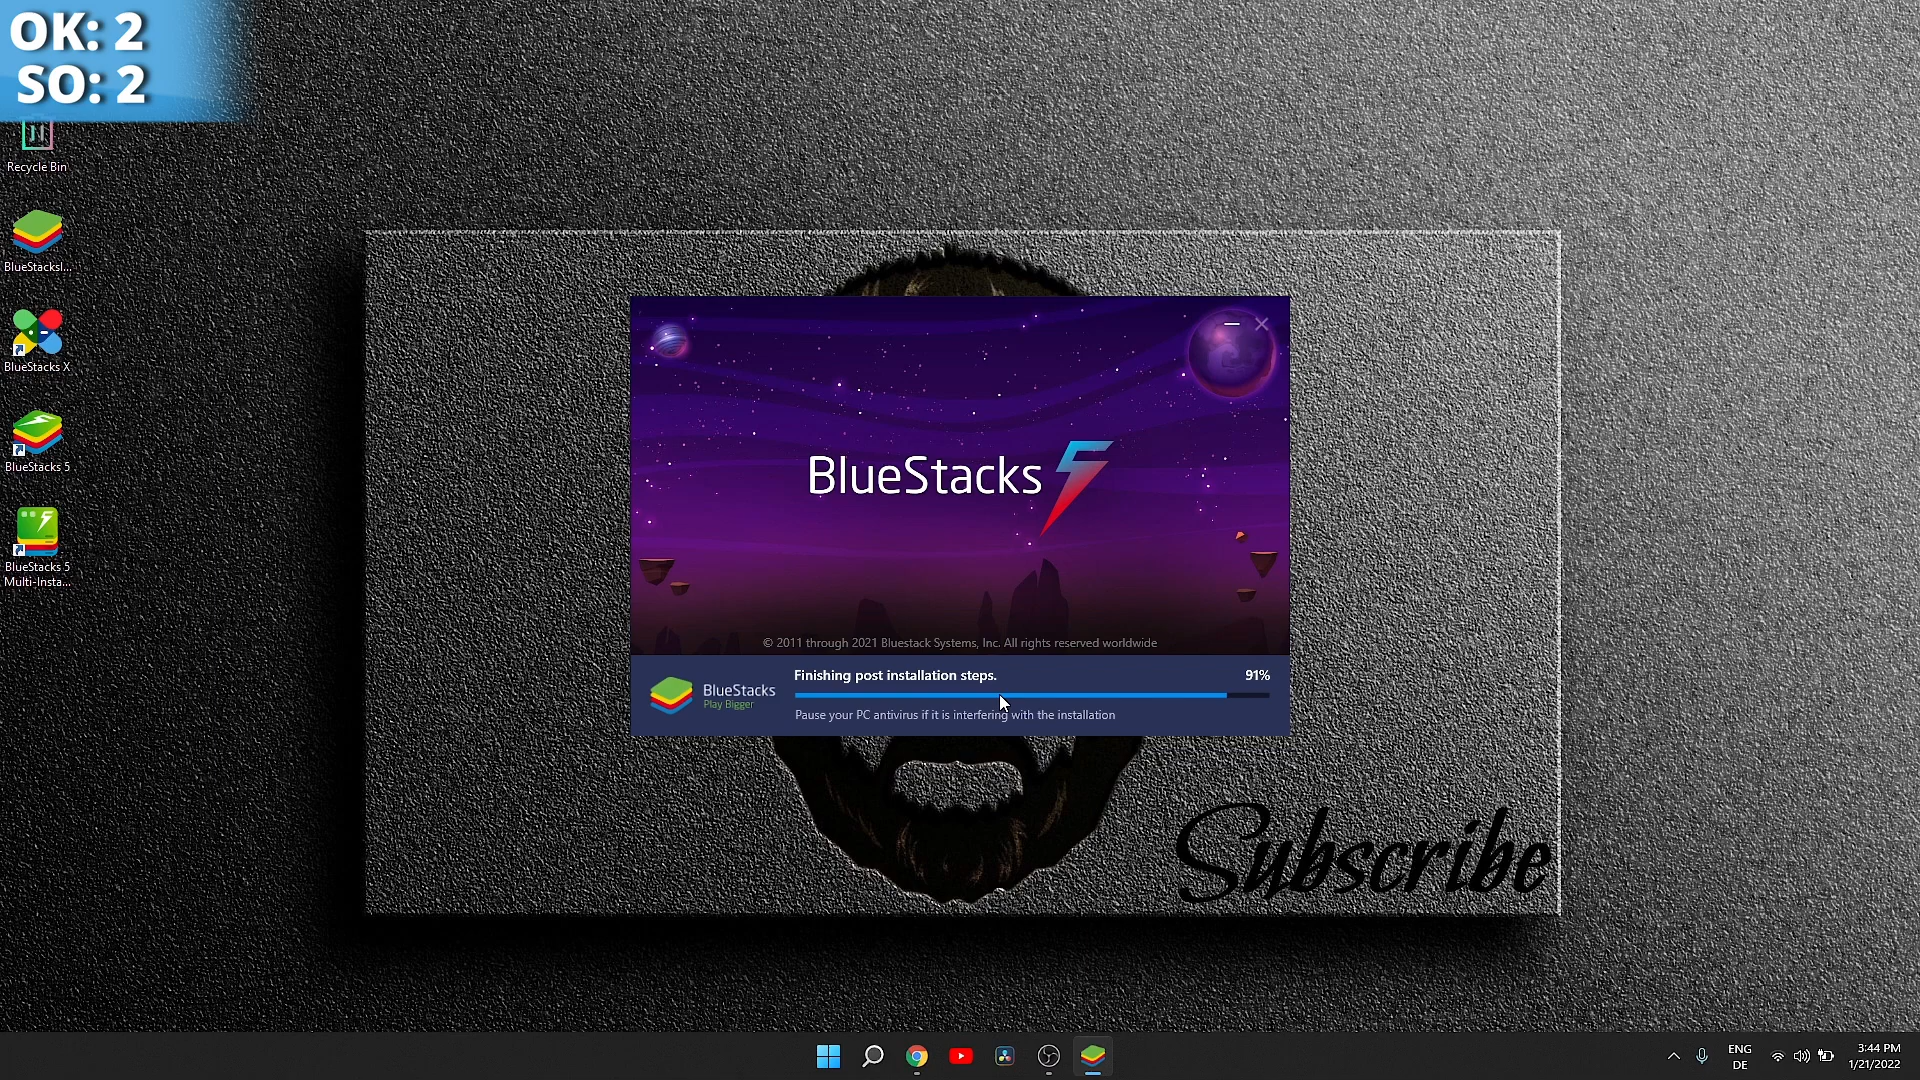 OK: 2
SO: 2
Recycle Bin
BlueStacksI...
BlueStacks X
BlueStacks 5
BlueStacks 5
Multi-Insta...
BlueStacks
© 2011 through 2021 Bluestack Systems, Inc. All rights reserved worldwide
Finishing post installation steps.
91%
BlueStacks
Play Bigger
Pause your PC antivirus if it is interfering with the installation
Subscribe
ENG
DE
3:44 PM
1/21/2022